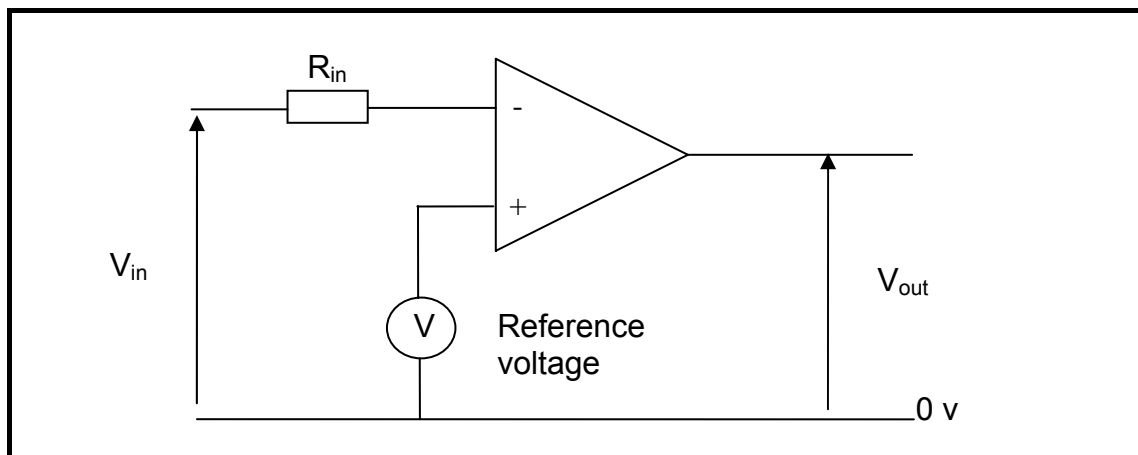 Rin
-
+
Vin
V
Reference
voltage
Vout
0 v